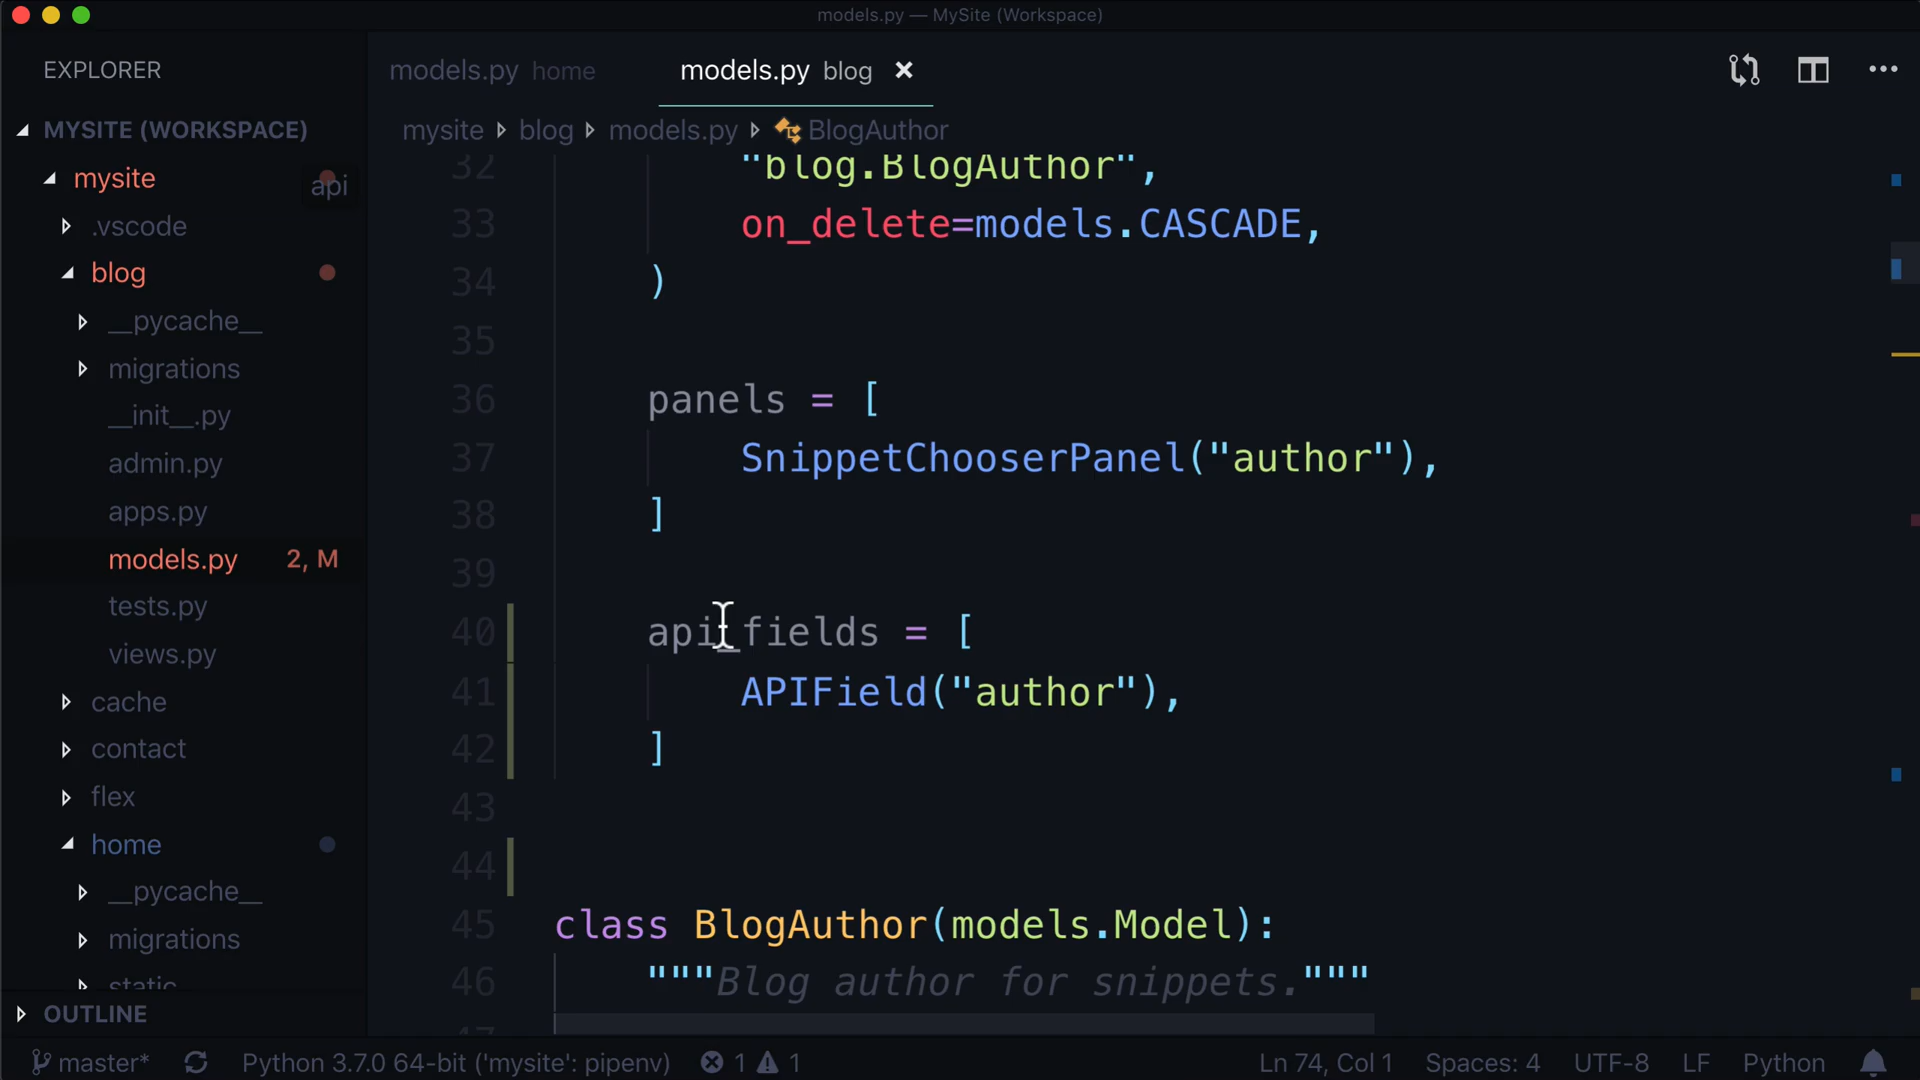 models.py — MySite (Workspace)
EXPLORER
models.py home
models.py blog
MYSITE (WORKSPACE)
mysite
api
.vscode
blog
__pycache__
migrations
__init__.py
admin.py
apps.py
models.py 2, M
tests.py
views.py
cache
contact
flex
home
__pycache__
migrations
static
OUTLINE
mysite blog models.py BlogAuthor
32 "blog.BlogAuthor",
33 on_delete=models.CASCADE,
34 )
35
36 panels = [
37 SnippetChooserPanel("author"),
38 ]
39
40 api_fields = [
41 APIField("author"),
42 ]
43
44
45 class BlogAuthor(models.Model):
46 """Blog author for snippets."""
47
master* Python 3.7.0 64-bit ('mysite': pipenv) 1 1 Ln 74, Col 1 Spaces: 4 UTF-8 LF Python